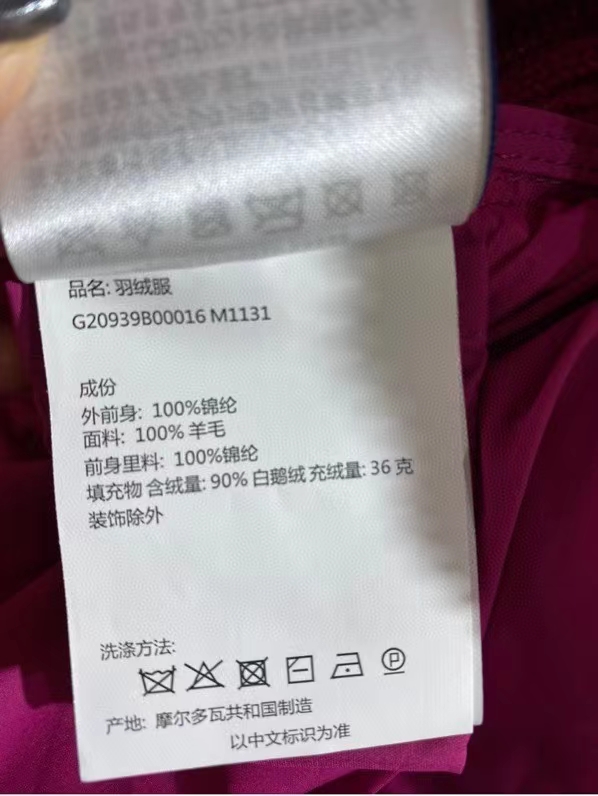 品名: 羽绒服
G20939B00016 M1131
成份
外前身: 100%锦纶
面料: 100% 羊毛
前身里料: 100%锦纶
填充物 含绒量: 90% 白鹅绒 充绒量: 36 克
装饰除外
洗涤方法:
P
产地: 摩尔多瓦共和国制造
以中文标识为准